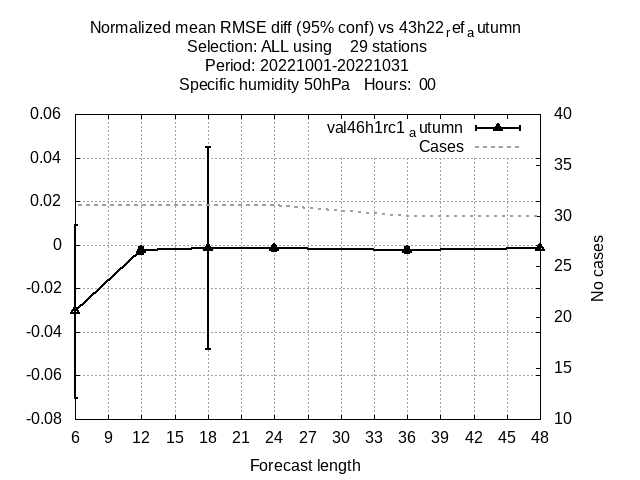 Normalized mean RMSE diff (95% conf) vs 43h22refautumn
Selection: ALL using 29 stations
Period: 20221001-20221031
Specific humidity 50hPa Hours: 00
0.06
0.04
0.02
0
-0.02
-0.04
-0.06
-0.08
val46h1rc1autumn
Cases
40
35
30
25
20
15
10
No cases
6 9 12 15 18 21 24 27 30 33 36 39 42 45 48
Forecast length